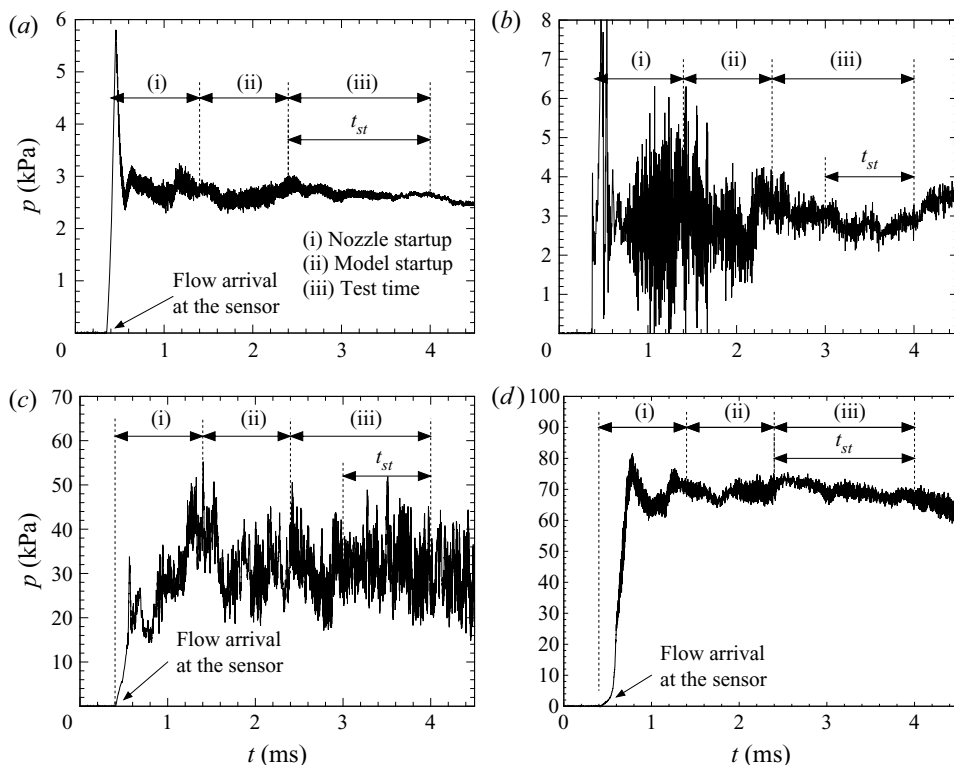 (a)
6
5
4
3
2
1
0
1
2
3
4
p (kPa)
(i)
(ii)
(iii)
t_st
(i) Nozzle startup
(ii) Model startup
(iii) Test time
Flow arrival
at the sensor
(b)
8
7
6
5
4
3
2
1
0
1
2
3
4
(i)
(ii)
(iii)
t_st
(c)
70
60
50
40
30
20
10
0
1
2
3
4
p (kPa)
t (ms)
(i)
(ii)
(iii)
t_st
Flow arrival
at the sensor
(d)
100
90
80
70
60
50
40
30
20
10
0
0
1
2
3
4
t (ms)
(i)
(ii)
(iii)
t_st
Flow arrival
at the sensor